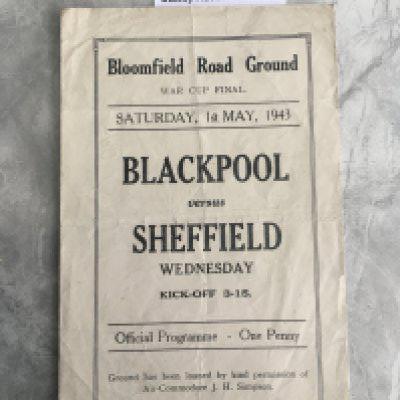 Bloomfield Road Ground
WAR CUP FINAL.
SATURDAY, 1st MAY, 1943
BLACKPOOL
versus
SHEFFIELD
WEDNESDAY
KICK-OFF 3-15.
Official Programme - One Penny
Ground has been loaned by kind permission of
Air-Commodore J. H. Simpson.